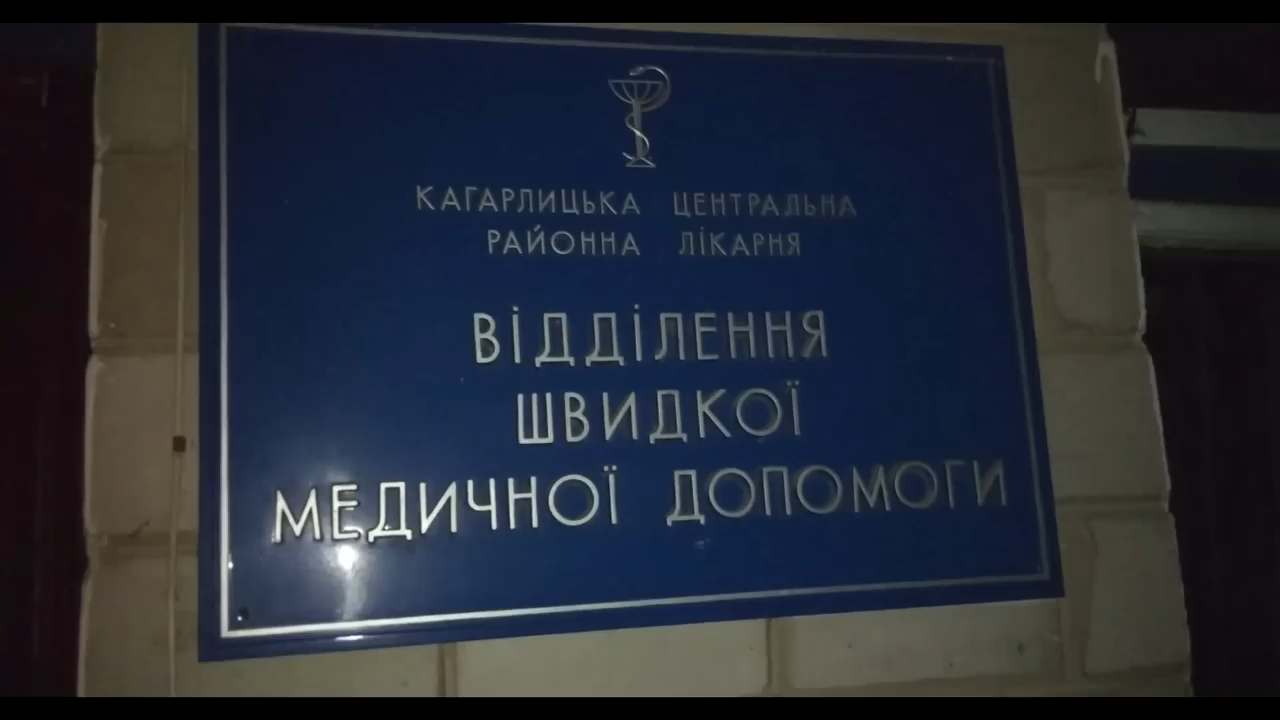 КАГАРЛИЦЬКА ЦЕНТРАЛЬНА
РАЙОННА ЛІКАРНЯ
ВІДДІЛЕННЯ
ШВИДКОЇ
МЕДИЧНОЇ ДОПОМОГИ